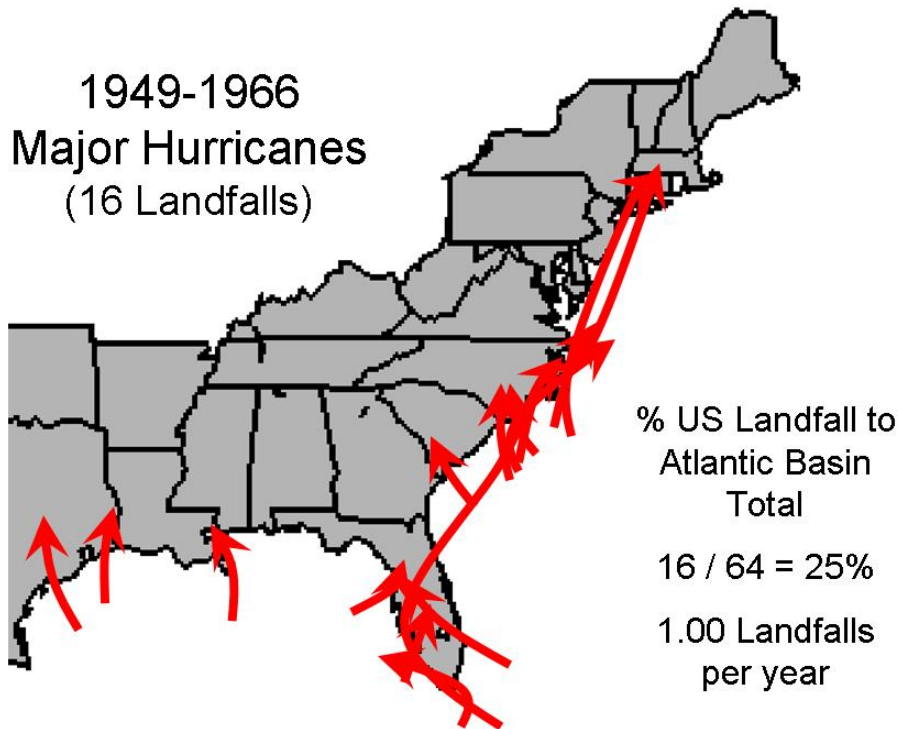 1949-1966
Major Hurricanes
(16 Landfalls)
% US Landfall to
Atlantic Basin
Total
16 / 64 = 25%
1.00 Landfalls
per year